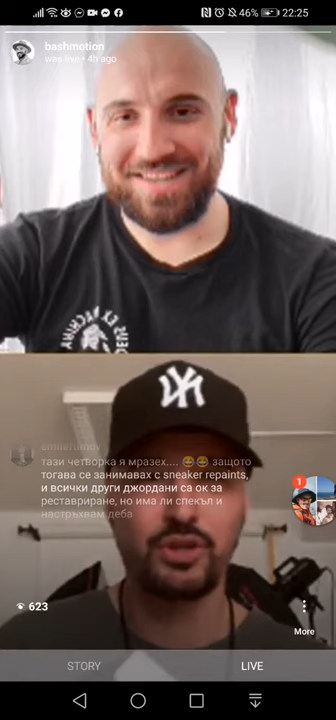 46% 22:25
bashmotion
was live • 4h ago
тази четворка я мразех.... 😂😂 защото
тогава се занимавах с sneaker repaints,
и всички други джордани са ок за
реставриране, но има ли спекъл и
настръхвам деба
1
623
More
STORY
LIVE